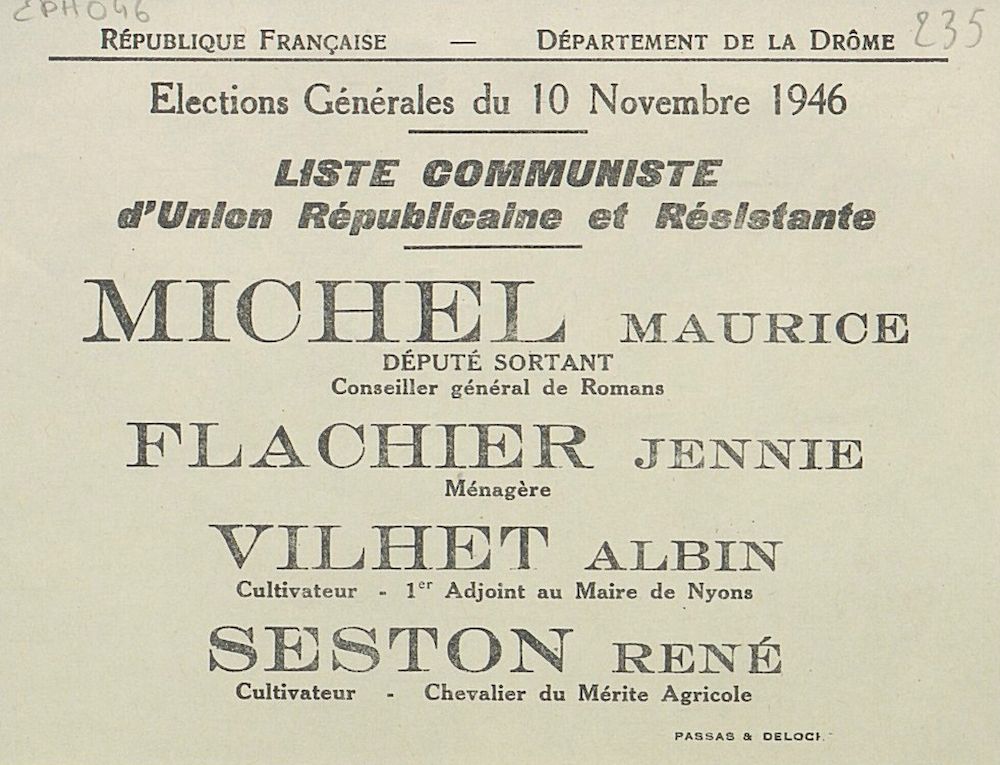 EPH046
RÉPUBLIQUE FRANÇAISE — DÉPARTEMENT DE LA DRÔME 235
Elections Générales du 10 Novembre 1946
LISTE COMMUNISTE
d'Union Républicaine et Résistante
MICHEL MAURICE
DÉPUTÉ SORTANT
Conseiller général de Romans
FLACHIER JENNIE
Ménagère
VILHET ALBIN
Cultivateur - 1er Adjoint au Maire de Nyons
SESTON RENÉ
Cultivateur - Chevalier du Mérite Agricole
PASSAS &